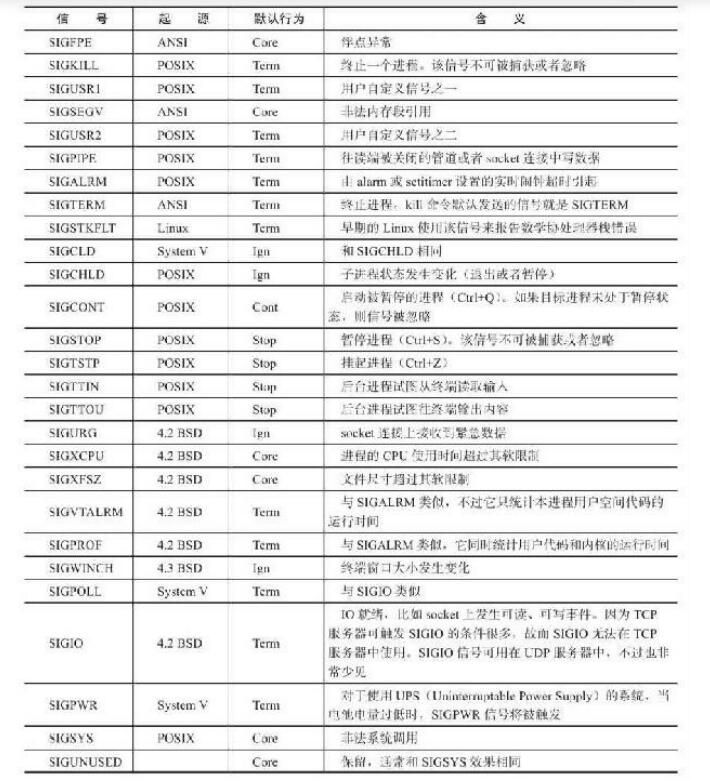 信 号 起 源 默认行为 含 义
SIGFPE ANSI Core 浮点异常
SIGKILL POSIX Term 终止一个进程。该信号不可被捕获或者忽略
SIGUSR1 POSIX Term 用户自定义信号之一
SIGSEGV ANSI Core 非法内存段引用
SIGUSR2 POSIX Term 用户自定义信号之二
SIGPIPE POSIX Term 往读端被关闭的管道或者 socket 连接中写数据
SIGALRM POSIX Term 由 alarm 或 setitimer 设置的实时闹钟超时引起
SIGTERM ANSI Term 终止进程。kill 命令默认发送的信号就是 SIGTERM
SIGSTKFLT Linux Term 早期的 Linux 使用该信号来报告数学协处理器栈错误
SIGCLD System V Ign 和 SIGCHLD 相同
SIGCHLD POSIX Ign 子进程状态发生变化（退出或者暂停）
SIGCONT POSIX Cont 启动被暂停的进程（Ctrl+Q）。如果目标进程未处于暂停状
态，则信号被忽略
SIGSTOP POSIX Stop 暂停进程（Ctrl+S）。该信号不可被捕获或者忽略
SIGTSTP POSIX Stop 挂起进程（Ctrl+Z）
SIGTTIN POSIX Stop 后台进程试图从终端读取输入
SIGTTOU POSIX Stop 后台进程试图往终端输出内容
SIGURG 4.2 BSD Ign socket 连接上接收到紧急数据
SIGXCPU 4.2 BSD Core 进程的 CPU 使用时间超过其软限制
SIGXFSZ 4.2 BSD Core 文件尺寸超过其软限制
SIGVTALRM 4.2 BSD Term 与 SIGALRM 类似，不过它只统计本进程用户空间代码的
运行时间
SIGPROF 4.2 BSD Term 与 SIGALRM 类似，它同时统计用户代码和内核的运行时间
SIGWINCH 4.3 BSD Ign 终端窗口大小发生变化
SIGPOLL System V Term 与 SIGIO 类似
SIGIO 4.2 BSD Term IO 就绪，比如 socket 上发生可读、可写事件。因为 TCP
服务器可触发 SIGIO 的条件很多，故而 SIGIO 无法在 TCP
服务器中使用。SIGIO 信号可用在 UDP 服务器中，不过也非
常少见
SIGPWR System V Term 对于使用 UPS（Uninterruptable Power Supply）的系统，当
电池电量过低时，SIGPWR 信号将被触发
SIGSYS POSIX Core 非法系统调用
SIGUNUSED Core 保留，通常和 SIGSYS 效果相同